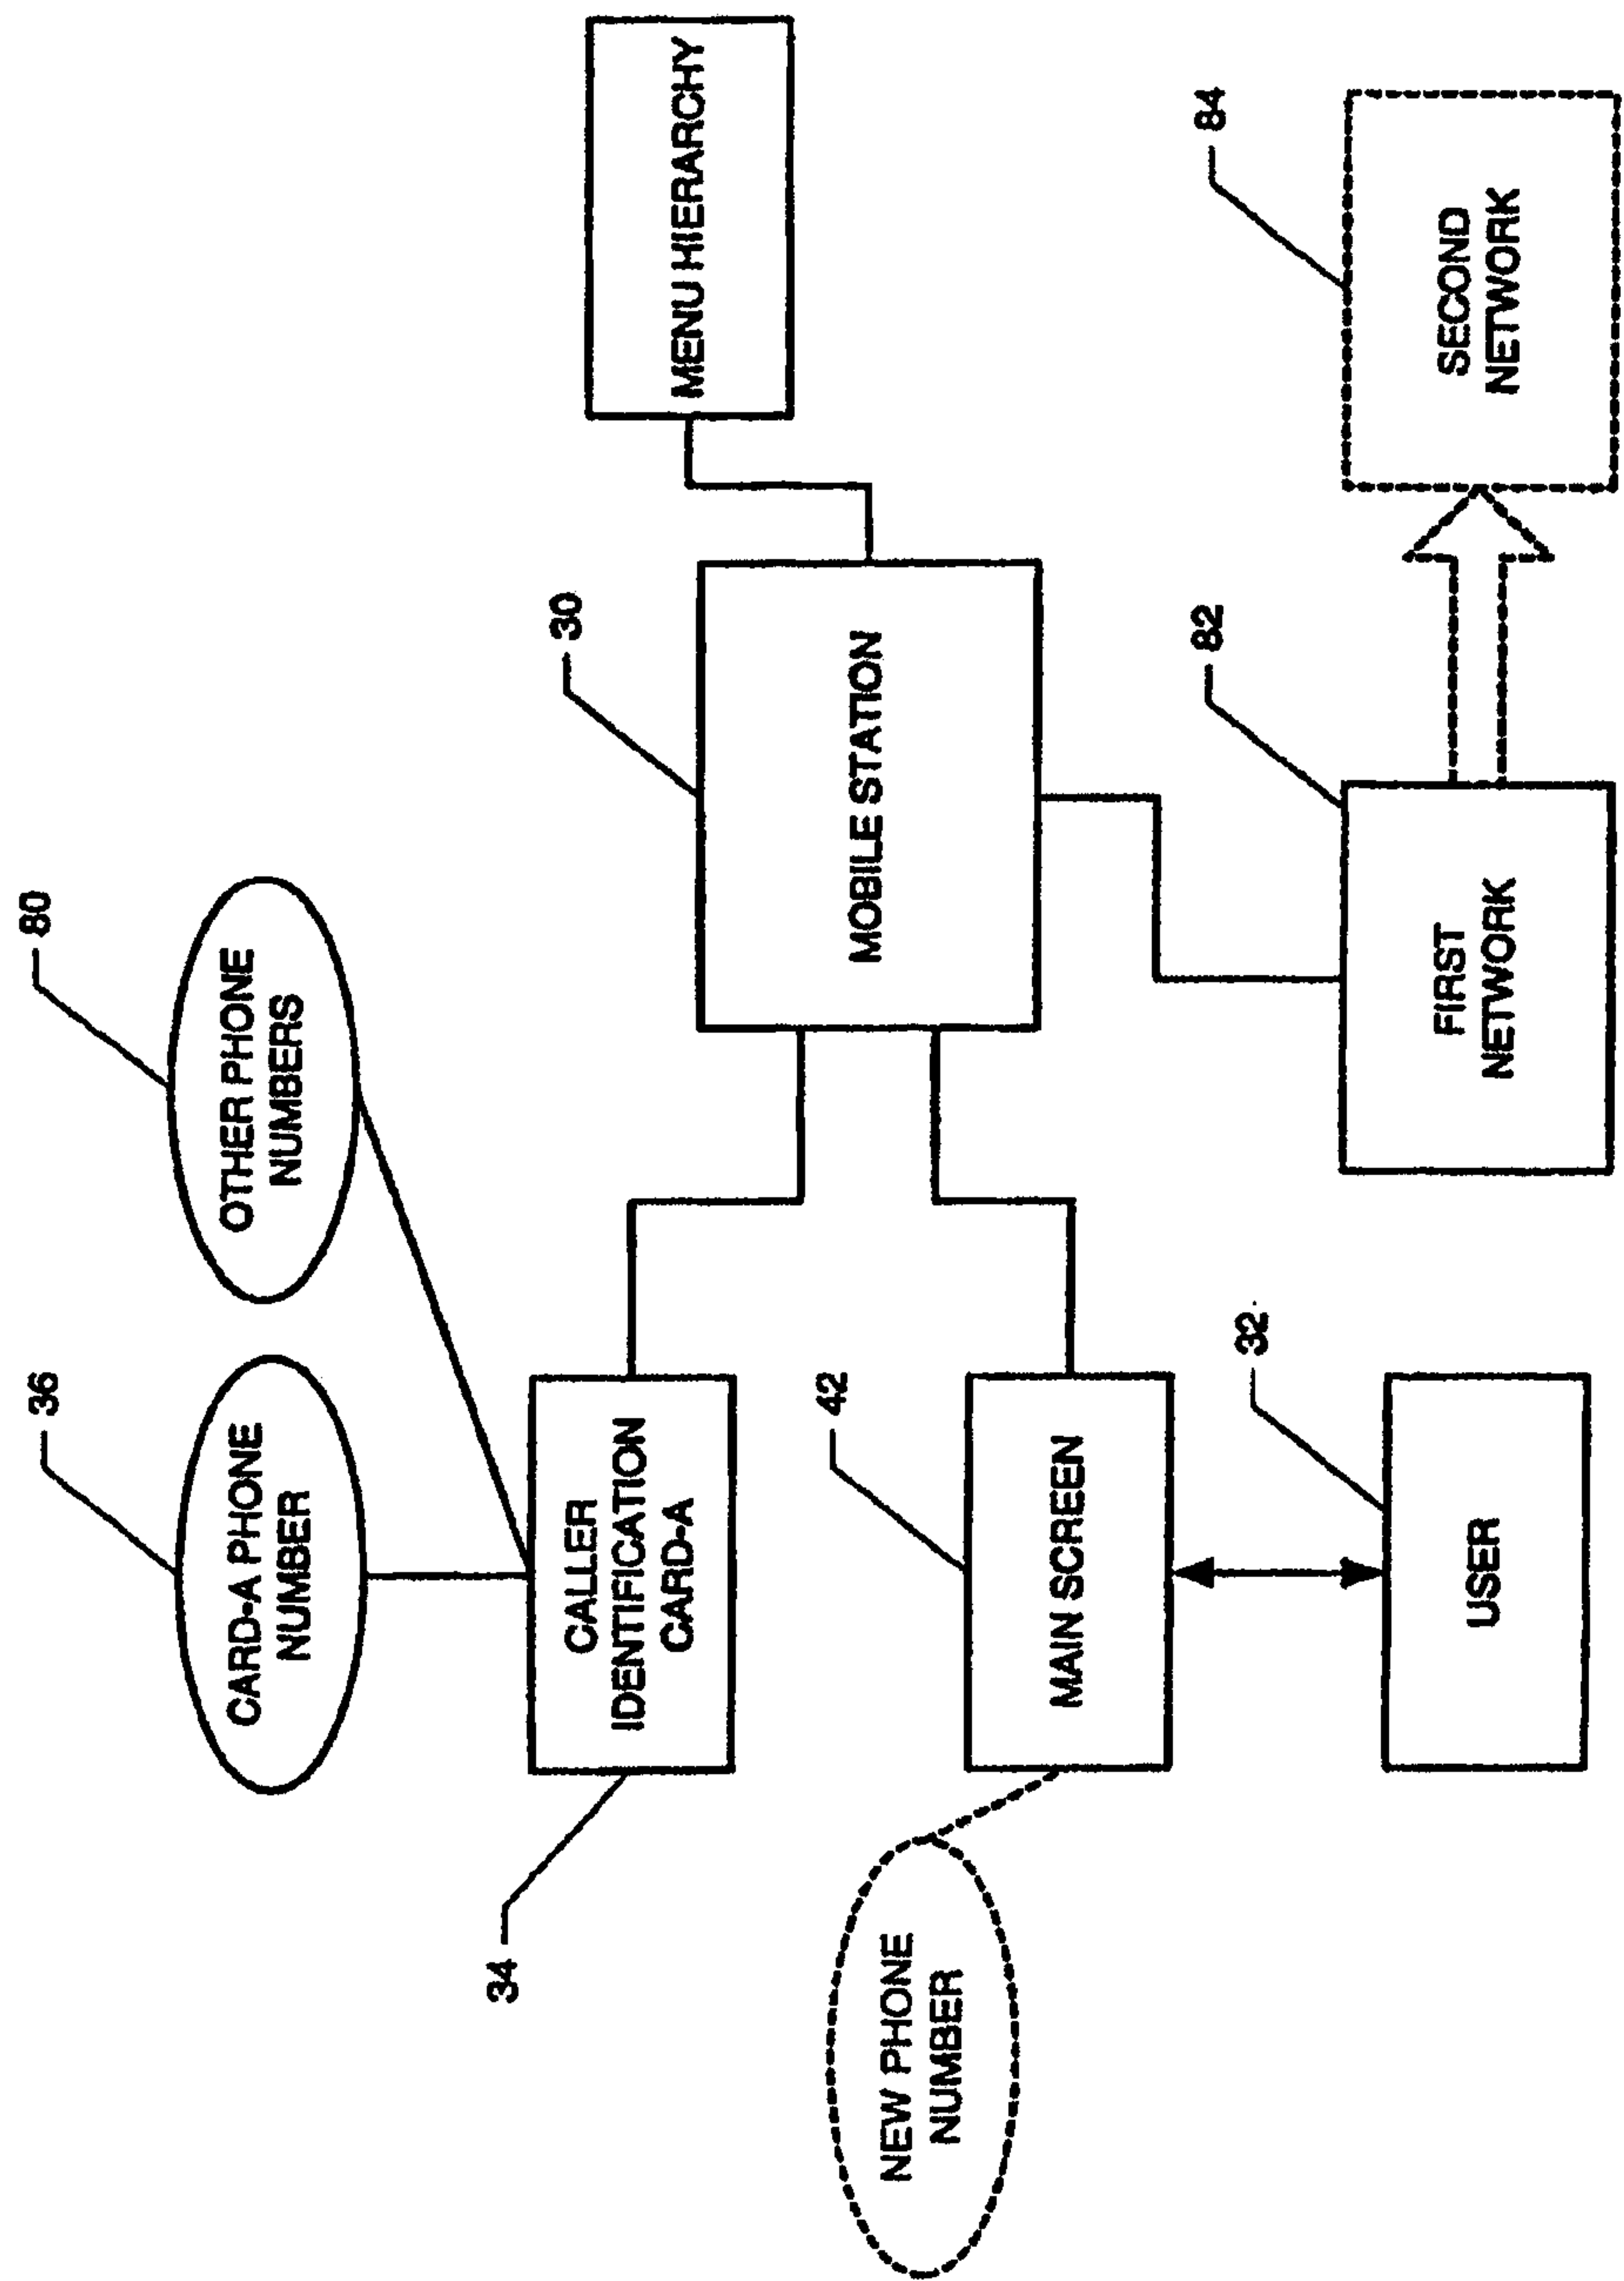 36
CARD-A PHONE
NUMBER
80
OTHER PHONE
NUMBERS
34
CALLER
IDENTIFICATION
CARD-A
30
MOBILE STATION
MENU HIERARCHY
NEW PHONE
NUMBER
42
MAIN SCREEN
32
USER
82
FIRST
NETWORK
84
SECOND
NETWORK